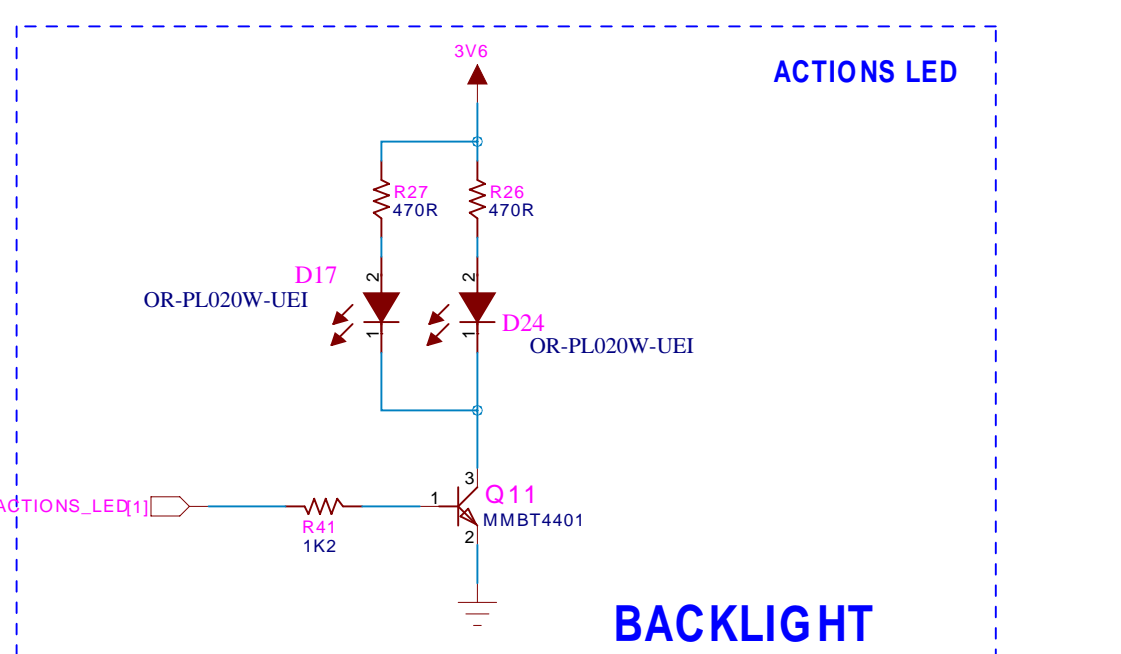 3V6
ACTIONS LED
R27
470R
R26
470R
D17
OR-PL020W-UEI
2
1
2
1
D24
OR-PL020W-UEI
ACTIONS_LED[1]
R41
1K2
1
3
2
Q11
MMBT4401
BACKLIGHT